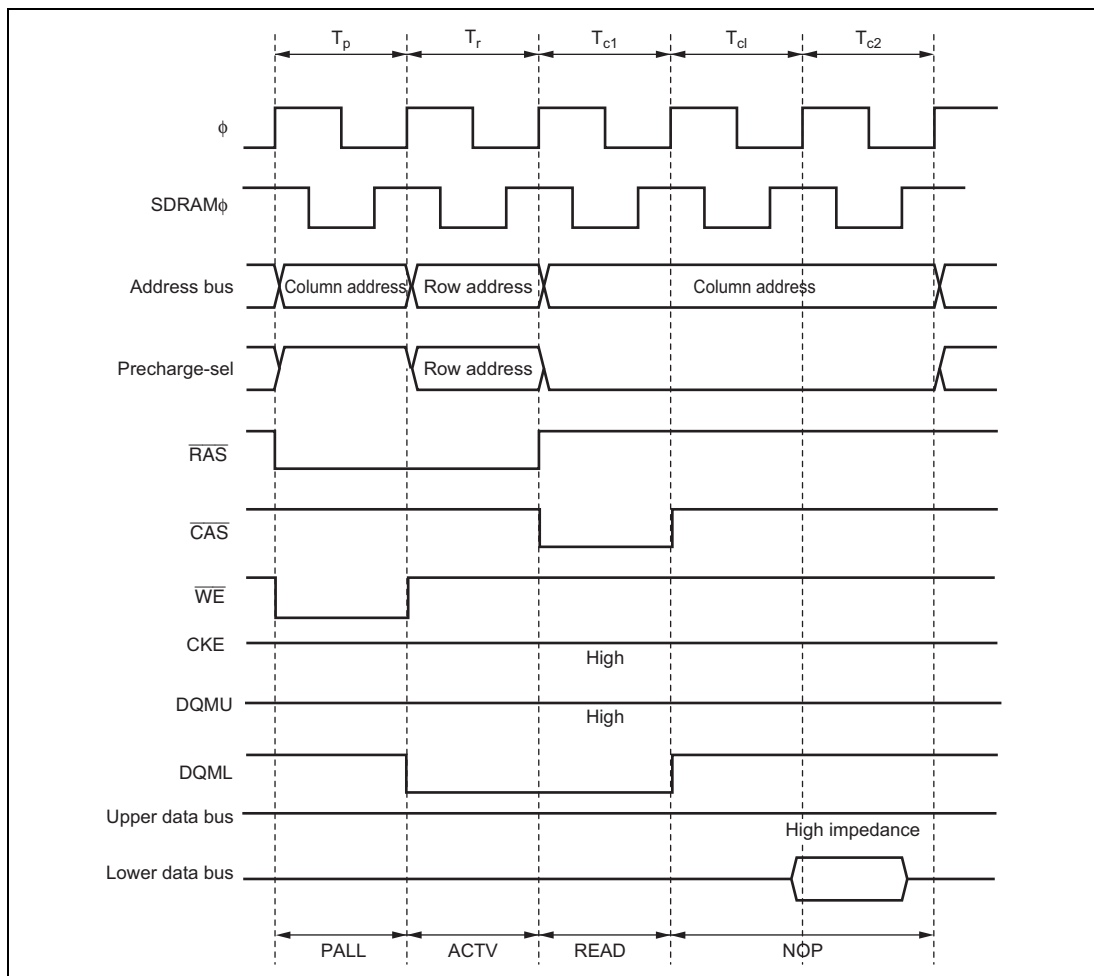 Tp Tr Tc1 Tcl Tc2
ϕ
SDRAMϕ
Address bus Column address Row address Column address
Precharge-sel Row address
RAS
CAS
WE
CKE
High
DQMU
High
DQML
Upper data bus
High impedance
Lower data bus
PALL ACTV READ NOP